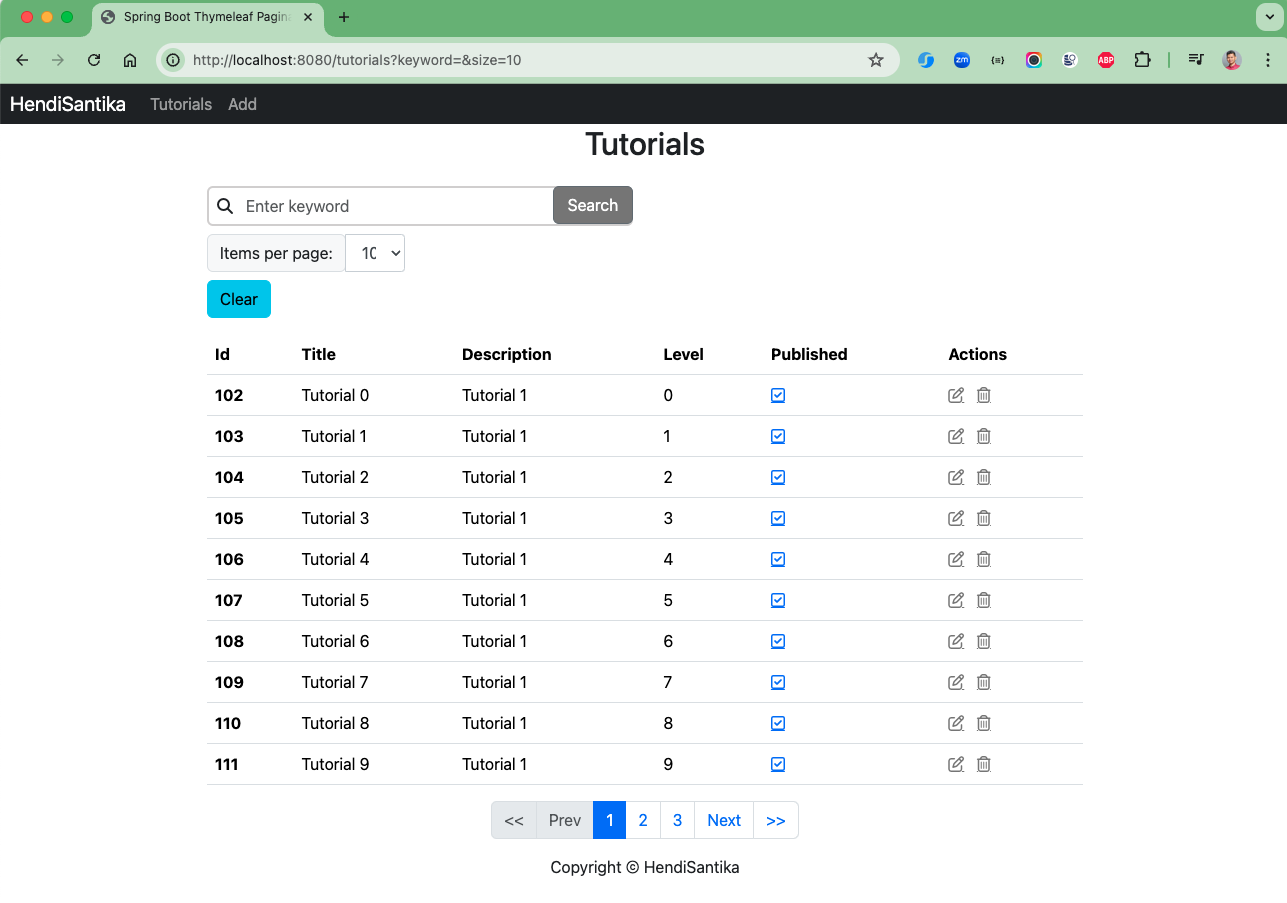 Spring Boot Thymeleaf Pagina
http://localhost:8080/tutorials?keyword=&size=10
zm
ABP
HendiSantika Tutorials Add
Tutorials
Enter keyword Search
Items per page: 10
Clear
Id Title Description Level Published Actions
102 Tutorial 0 Tutorial 1 0
103 Tutorial 1 Tutorial 1 1
104 Tutorial 2 Tutorial 1 2
105 Tutorial 3 Tutorial 1 3
106 Tutorial 4 Tutorial 1 4
107 Tutorial 5 Tutorial 1 5
108 Tutorial 6 Tutorial 1 6
109 Tutorial 7 Tutorial 1 7
110 Tutorial 8 Tutorial 1 8
111 Tutorial 9 Tutorial 1 9
<< Prev 1 2 3 Next >>
Copyright © HendiSantika